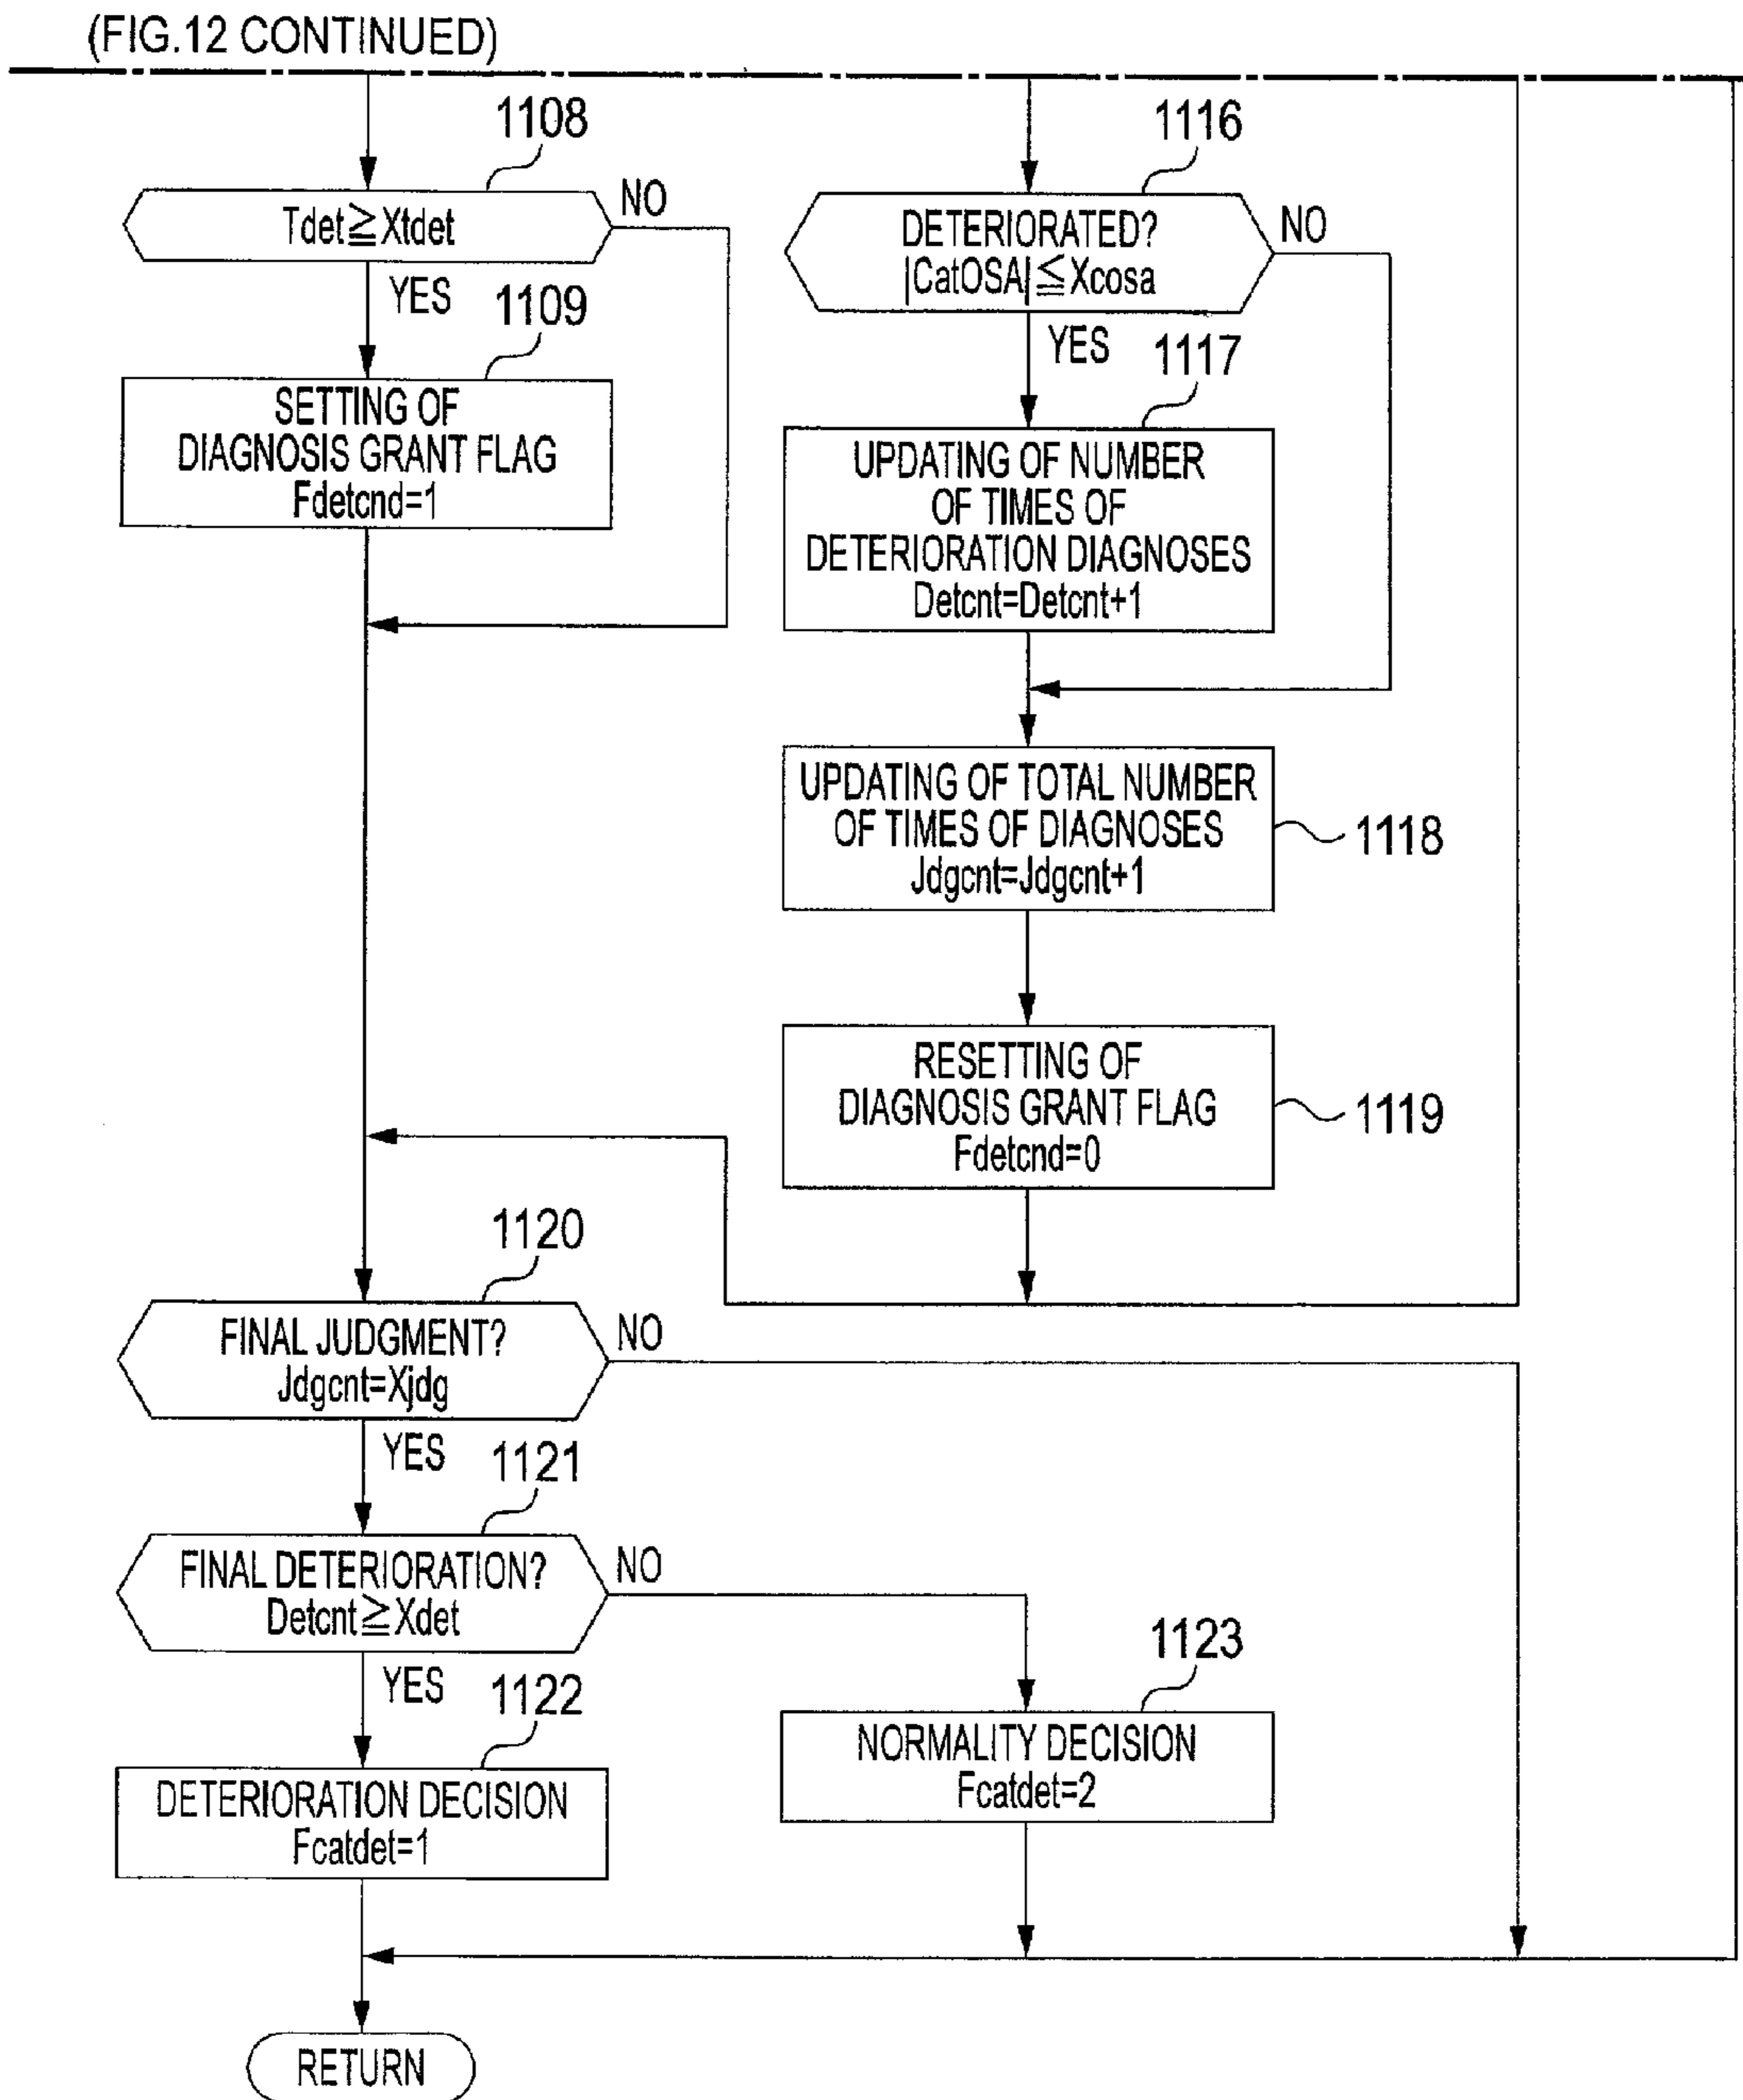 (FIG.12 CONTINUED)
1108
Tdet≧Xtdet
NO
YES
1109
SETTING OF
DIAGNOSIS GRANT FLAG
Fdetcnd=1
1116
DETERIORATED?
|CatOSA|≦Xcosa
NO
YES
1117
UPDATING OF NUMBER
OF TIMES OF
DETERIORATION DIAGNOSES
Detcnt=Detcnt+1
UPDATING OF TOTAL NUMBER
OF TIMES OF DIAGNOSES
Jdgcnt=Jdgcnt+1
1118
RESETTING OF
DIAGNOSIS GRANT FLAG
Fdetcnd=0
1119
1120
FINAL JUDGMENT?
Jdgcnt=Xjdg
NO
YES
1121
FINAL DETERIORATION?
Detcnt≧Xdet
NO
YES
1122
DETERIORATION DECISION
Fcatdet=1
1123
NORMALITY DECISION
Fcatdet=2
RETURN